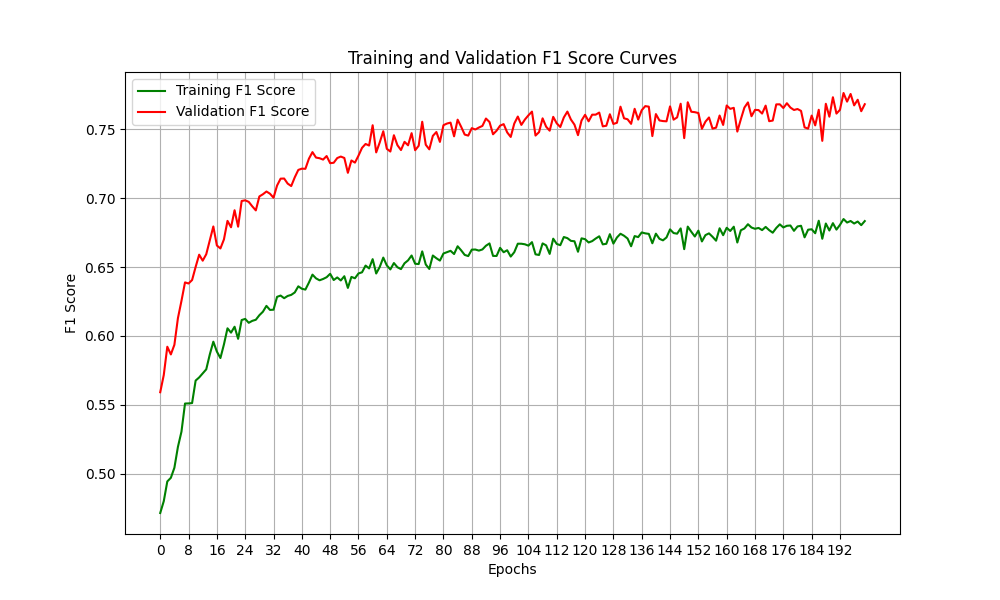 Training and Validation F1 Score Curves
Training F1 Score
Validation F1 Score
F1 Score
0.75
0.70
0.65
0.60
0.55
0.50
0 8 16 24 32 40 48 56 64 72 80 88 96 104 112 120 128 136 144 152 160 168 176 184 192
Epochs